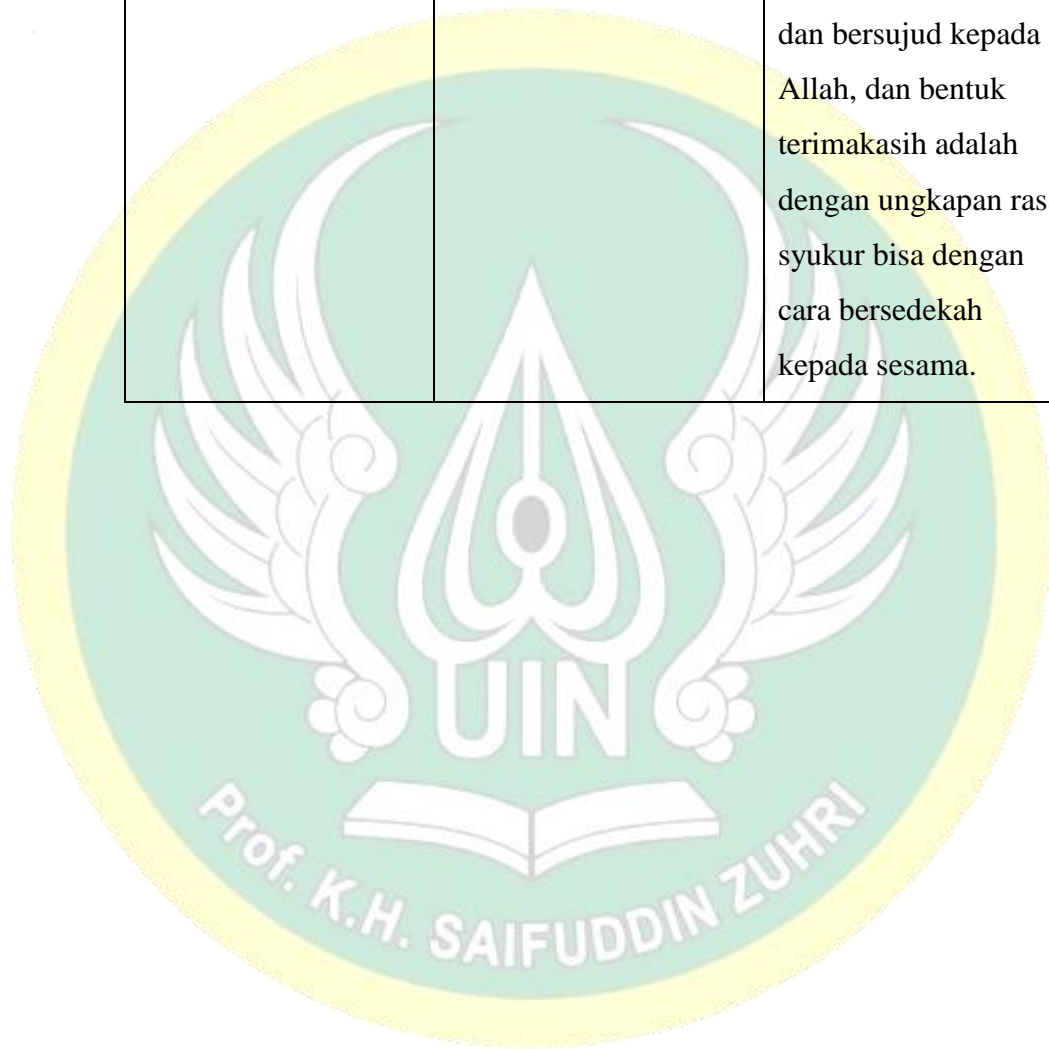 dan bersujud kepada
Allah, dan bentuk
terimakasih adalah
dengan ungkapan ras
syukur bisa dengan
cara bersedekah
kepada sesama.
UIN
Prof. K.H. SAIFUDDIN ZUHRI